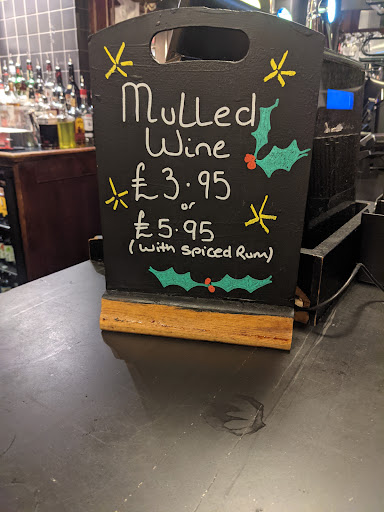 Mulled
Wine
£3.95
or
£5.95
(with spiced Rum)